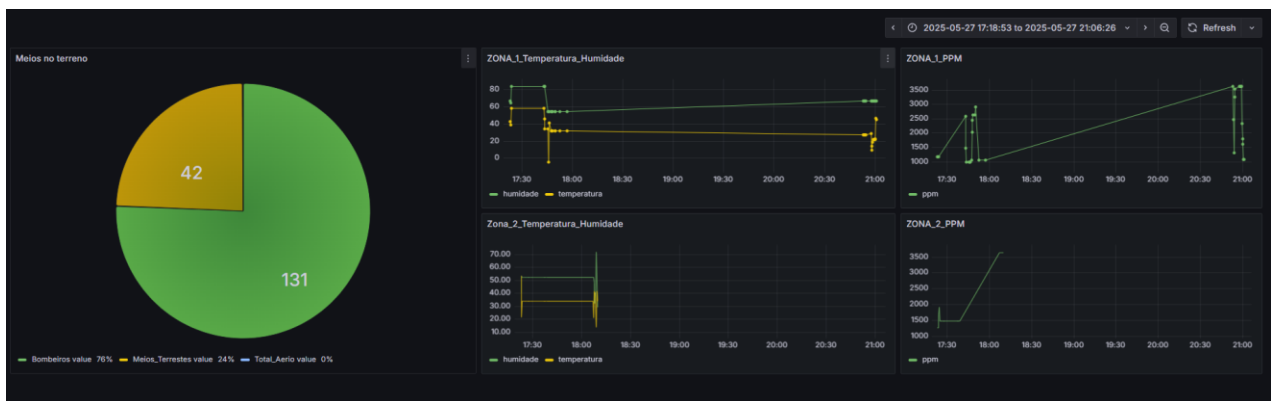 2025-05-27 17:18:53 to 2025-05-27 21:06:26
Refresh
Meios no terreno
42
131
Bombeiros value 76% Meios_Terrestes value 24% Total_Aerio value 0%
ZONA_1_Temperatura_Humidade
80
60
40
20
0
17:30 18:00 18:30 19:00 19:30 20:00 20:30 21:00
humidade temperatura
ZONA_1_PPM
3500
3000
2500
2000
1500
1000
17:30 18:00 18:30 19:00 19:30 20:00 20:30 21:00
ppm
Zona_2_Temperatura_Humidade
70.00
60.00
50.00
40.00
30.00
20.00
10.00
17:30 18:00 18:30 19:00 19:30 20:00 20:30 21:00
humidade temperatura
ZONA_2_PPM
3500
3000
2500
2000
1500
1000
17:30 18:00 18:30 19:00 19:30 20:00 20:30 21:00
ppm